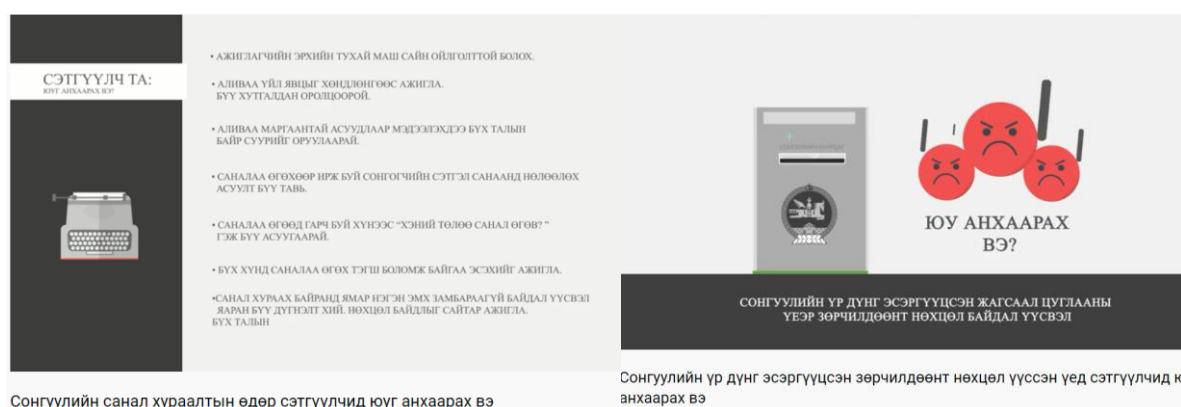 СЭТГҮҮЛЧ ТА:
ЮУГ АНХААРАХ ВЭ?
• АЖИГЛАГЧИЙН ЭРХИЙН ТУХАЙ МАШ САЙН ОЙЛГОЛТТОЙ БОЛОХ.
• АЛИВАА ҮЙЛ ЯВЦЫГ ХӨНДЛӨНГӨӨС АЖИГЛА.
БҮҮ ХУТГАЛДАН ОРОЛЦООРОЙ.
• АЛИВАА МАРГААНТАЙ АСУУДЛААР МЭДЭЭЛЭХДЭЭ БҮХ ТАЛЫН
БАЙР СУУРИЙГ ОРУУЛААРАЙ.
• САНАЛАА ӨГӨХӨӨР ИРЖ БУЙ СОНГОГЧИЙН СЭТГЭЛ САНААНД НӨЛӨӨЛӨХ
АСУУЛТ БҮҮ ТАВЬ.
• САНАЛАА ӨГӨӨД ГАРЧ БУЙ ХҮНЭЭС “ХЭНИЙ ТӨЛӨӨ САНАЛ ӨГӨВ? ”
ГЭЖ БҮҮ АСУУГААРАЙ.
• БҮХ ХҮНД САНАЛАА ӨГӨХ ТЭГШ БОЛОМЖ БАЙГАА ЭСЭХИЙГ АЖИГЛА.
•САНАЛ ХУРААХ БАЙРАНД ЯМАР НЭГЭН ЭМХ ЗАМБАРААГҮЙ БАЙДАЛ ҮҮСВЭЛ
ЯАРАН БҮҮ ДҮГНЭЛТ ХИЙ. НӨХЦӨЛ БАЙДЛЫГ САЙТАР АЖИГЛА.
БҮХ ТАЛЫН
Сонгуулийн санал хураалтын өдөр сэтгүүлчид юуг анхаарах вэ
ЮУ АНХААРАХ
ВЭ?
СОНГУУЛИЙН ҮР ДҮНГ ЭСЭРГҮҮЦСЭН ЖАГСААЛ ЦУГЛААНЫ
ҮЕЭР ЗӨРЧИЛДӨӨНТ НӨХЦӨЛ БАЙДАЛ ҮҮСВЭЛ
Сонгуулийн үр дүнг эсэргүүцсэн зөрчилдөөнт нөхцөл үүссэн үед сэтгүүлчид ю
анхаарах вэ